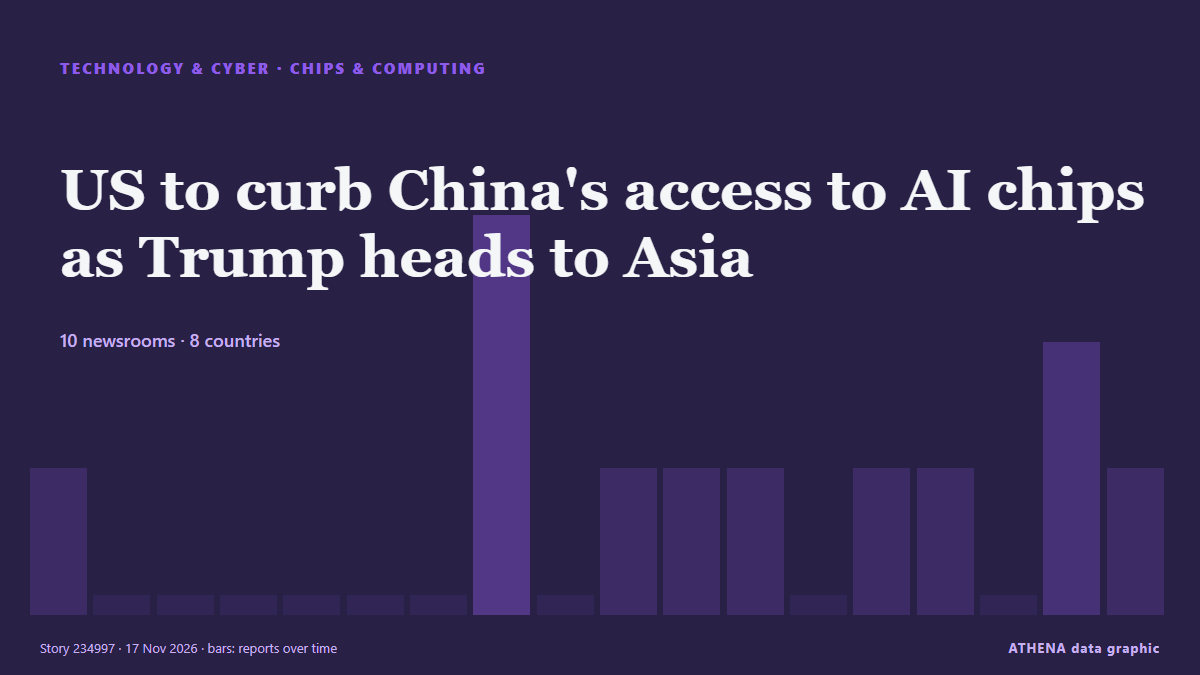 TECHNOLOGY & CYBER · CHIPS & COMPUTING
US to curb China's access to AI chips
as Trump heads to Asia
10 newsrooms · 8 countries
Story 234997 · 17 Nov 2026 · bars: reports over time
ATHENA data graphic